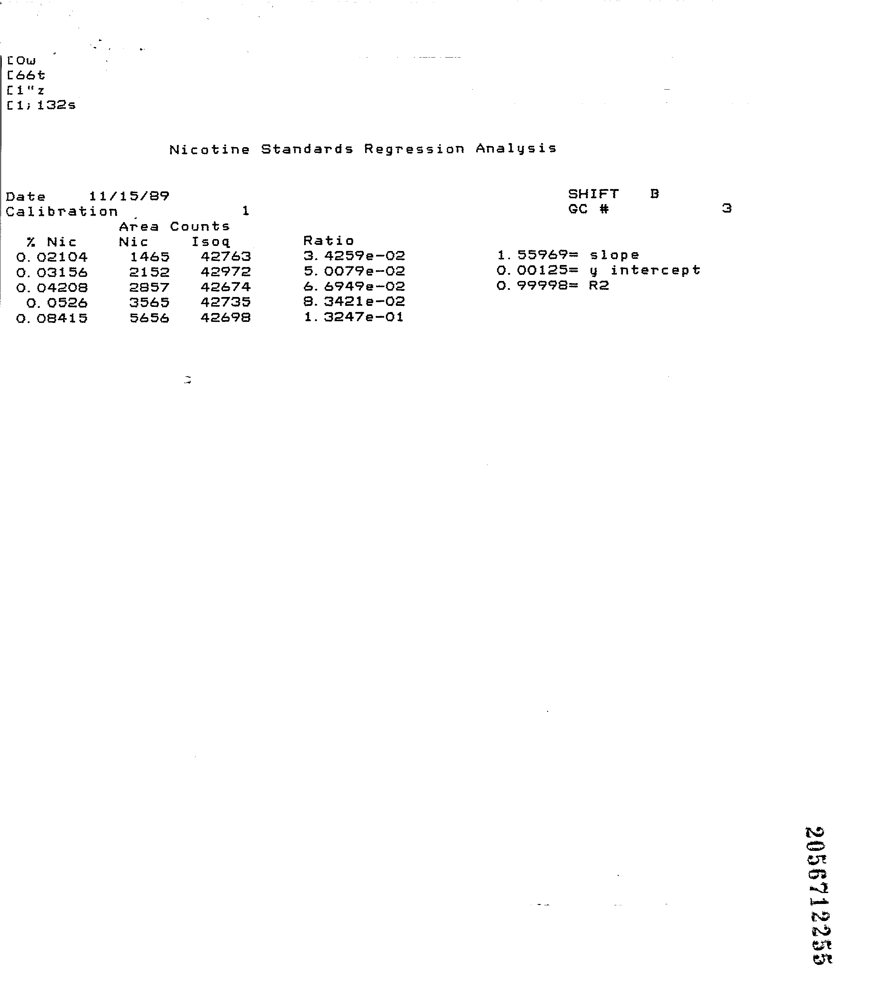 [0w
[66t
[1"z
[1;132s
Nicotine Standards Regression Analysis
Date 11/15/89 SHIFT B
Calibration 1 GC # 3
Area Counts
% Nic Nic Isoq Ratio
0.02104 1465 42763 3.4259e-02 1.55969= slope
0.03156 2152 42972 5.0079e-02 0.00125= y intercept
0.04208 2857 42674 6.6949e-02 0.99998= R2
0.0526 3565 42735 8.3421e-02
0.08415 5656 42698 1.3247e-01
2056712255